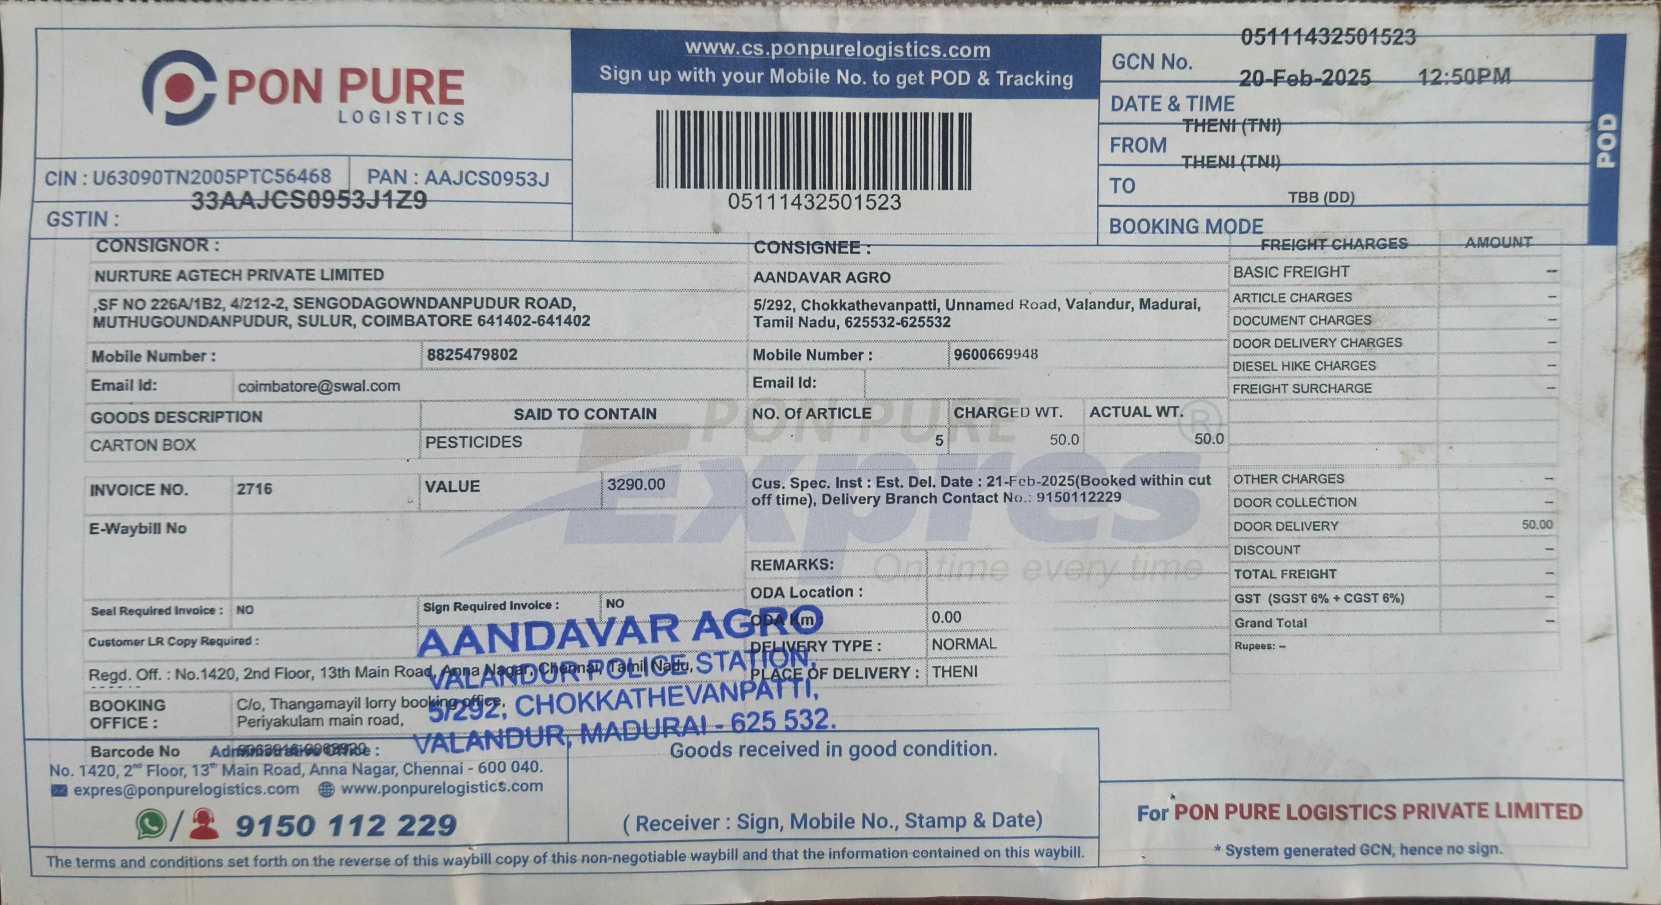 PON PURE
LOGISTICS
www.cs.ponpurelogistics.com
Sign up with your Mobile No. to get POD & Tracking
05111432501523
GCN No. 05111432501523
DATE & TIME 20-Feb-2025 12:50PM
FROM THENI (TNI)
TO THENI (TNI)
BOOKING MODE TBB (DD)
POD
CIN : U63090TN2005PTC56468 PAN : AAJCS0953J
GSTIN : 33AAJCS0953J1Z9
CONSIGNOR :
NURTURE AGTECH PRIVATE LIMITED
,SF NO 226A/1B2, 4/212-2, SENGODAGOWNDANPUDUR ROAD,
MUTHUGOUNDANPUDUR, SULUR, COIMBATORE 641402-641402
Mobile Number : 8825479802
Email Id: coimbatore@swal.com
CONSIGNEE :
AANDAVAR AGRO
5/292, Chokkathevanpatti, Unnamed Road, Valandur, Madurai,
Tamil Nadu, 625532-625532
Mobile Number : 9600669948
Email Id:
GOODS DESCRIPTION SAID TO CONTAIN NO. Of ARTICLE CHARGED WT. ACTUAL WT.
CARTON BOX PESTICIDES 5 50.0 50.0
INVOICE NO. 2716 VALUE 3290.00
Cus. Spec. Inst : Est. Del. Date : 21-Feb-2025(Booked within cut
off time), Delivery Branch Contact No.: 9150112229
E-Waybill No
REMARKS:
ODA Location :
ODA Km : 0.00
DELIVERY TYPE : NORMAL
PLACE OF DELIVERY : THENI
Seal Required Invoice : NO Sign Required Invoice : NO
Customer LR Copy Required :
Regd. Off. : No.1420, 2nd Floor, 13th Main Road, Anna Nagar, Chennai, Tamil Nadu,
BOOKING OFFICE :
C/o, Thangamayil lorry booking office,
Periyakulam main road,
Barcode No
FREIGHT CHARGES AMOUNT
BASIC FREIGHT --
ARTICLE CHARGES --
DOCUMENT CHARGES --
DOOR DELIVERY CHARGES --
DIESEL HIKE CHARGES --
FREIGHT SURCHARGE --
OTHER CHARGES --
DOOR COLLECTION --
DOOR DELIVERY 50.00
DISCOUNT --
TOTAL FREIGHT --
GST (SGST 6% + CGST 6%) --
Grand Total --
Rupees: --
PON PURE ®
Expres
On time every time
AANDAVAR AGRO
VALANDUR POLICE STATION,
5/292, CHOKKATHEVANPATTI,
VALANDUR, MADURAI - 625 532.
Administrative Office :
No. 1420, 2nd Floor, 13th Main Road, Anna Nagar, Chennai - 600 040.
expres@ponpurelogistics.com www.ponpurelogistics.com
9150 112 229
Goods received in good condition.
( Receiver : Sign, Mobile No., Stamp & Date)
For PON PURE LOGISTICS PRIVATE LIMITED
* System generated GCN, hence no sign.
The terms and conditions set forth on the reverse of this waybill copy of this non-negotiable waybill and that the information contained on this waybill.